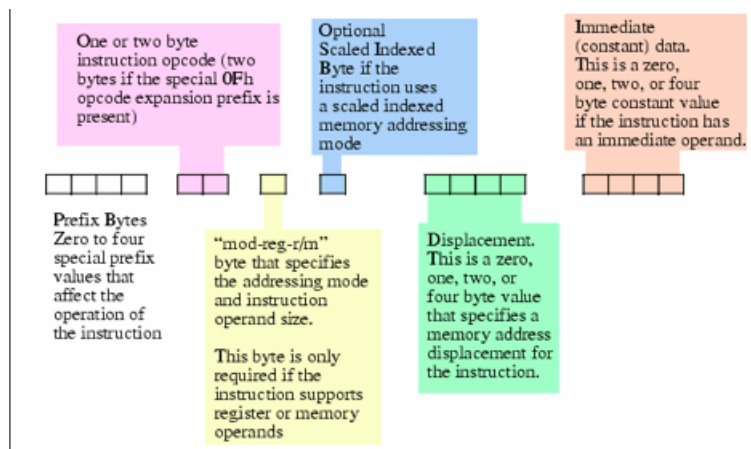 One or two byte
instruction opcode (two
bytes if the special 0Fh
opcode expansion prefix is
present)
Optional
Scaled Indexed
Byte if the
instruction uses
a scaled indexed
memory addressing
mode
Immediate
(constant) data.
This is a zero,
one, two, or four
byte constant value
if the instruction has
an immediate operand.
Prefix Bytes
Zero to four
special prefix
values that
affect the
operation of
the instruction
“mod-reg-r/m”
byte that specifies
the addressing mode
and instruction
operand size.
This byte is only
required if the
instruction supports
register or memory
operands
Displacement.
This is a zero,
one, two, or
four byte value
that specifies a
memory address
displacement for
the instruction.